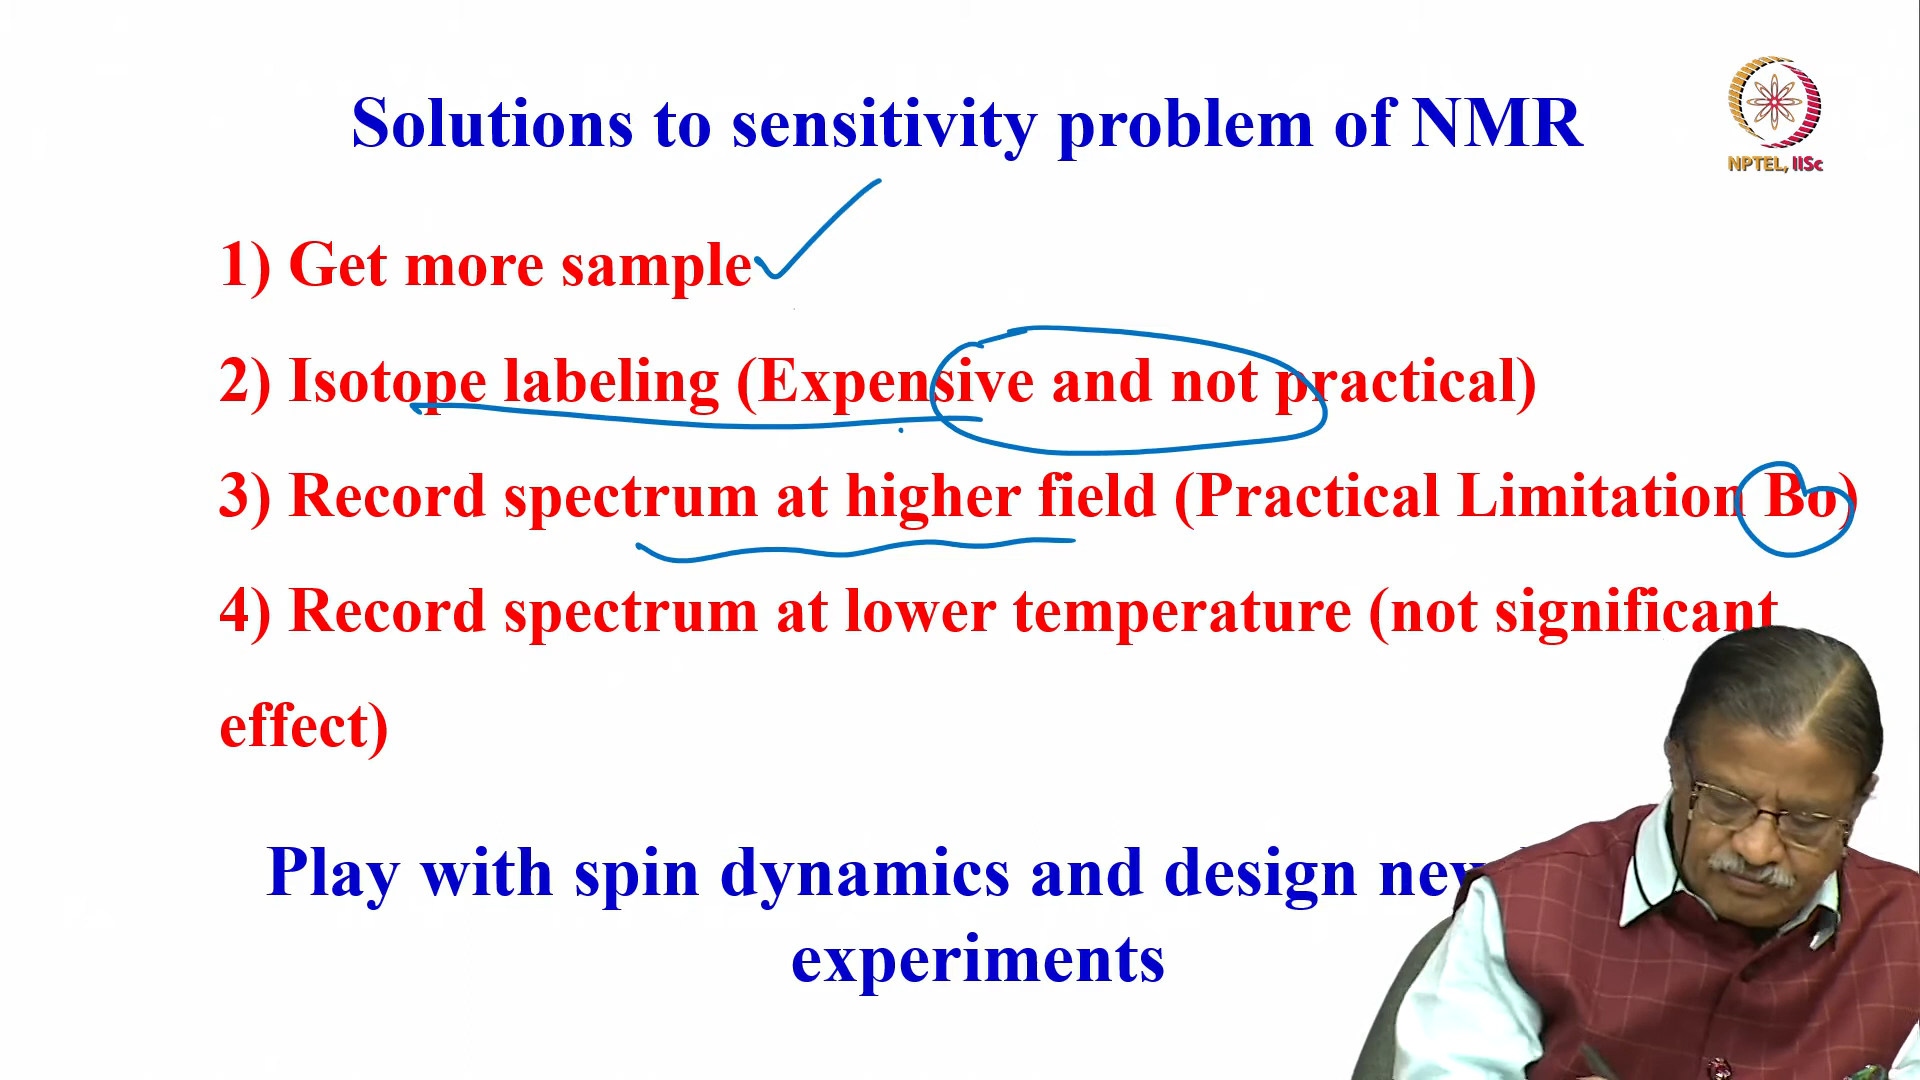 Solutions to sensitivity problem of NMR
NPTEL, IISc
1) Get more sample
2) Isotope labeling (Expensive and not practical)
3) Record spectrum at higher field (Practical Limitation Bo)
4) Record spectrum at lower temperature (not significant
effect)
Play with spin dynamics and design
experiments